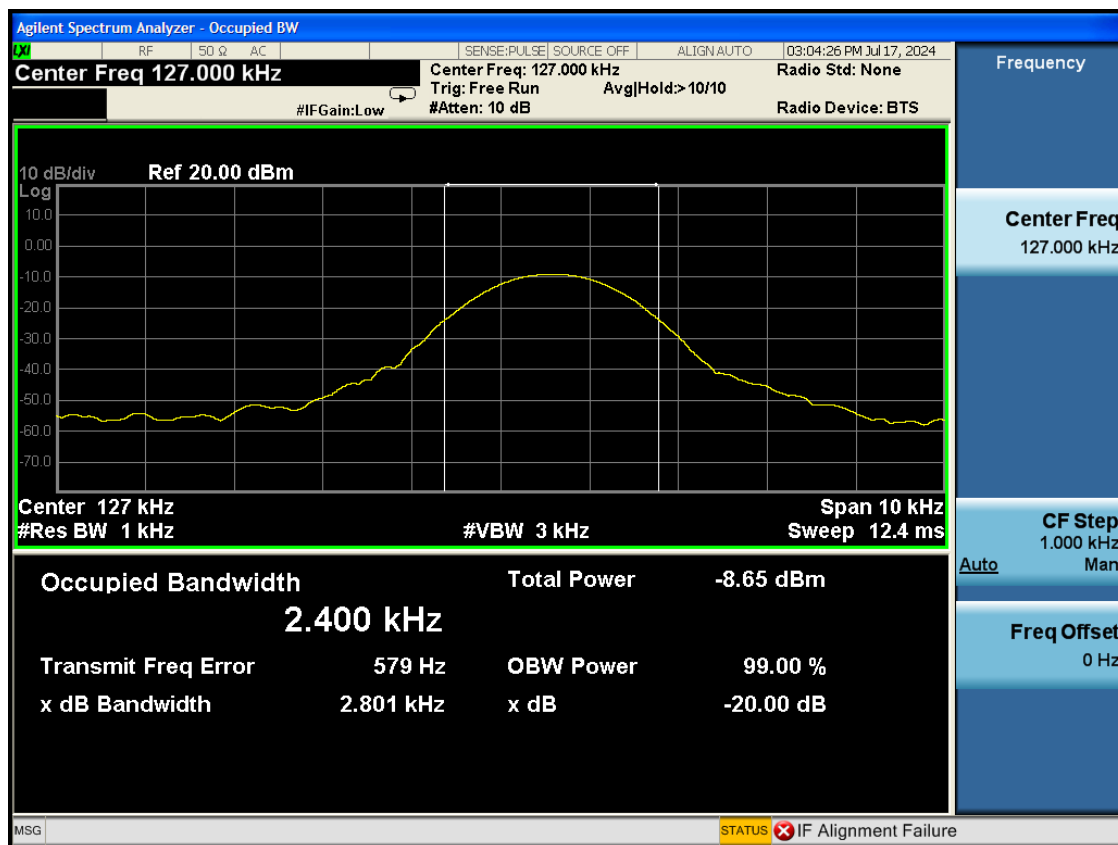 Agilent Spectrum Analyzer - Occupied BW
LXI RF 50 Ω AC SENSE:PULSE SOURCE OFF ALIGN AUTO 03:04:26 PM Jul 17, 2024
Center Freq 127.000 kHz
Center Freq: 127.000 kHz
Radio Std: None
Trig: Free Run Avg|Hold:>10/10
#IFGain:Low
#Atten: 10 dB
Radio Device: BTS
10 dB/div Ref 20.00 dBm
Log
10.0
0.00
-10.0
-20.0
-30.0
-40.0
-50.0
-60.0
-70.0
Center 127 kHz Span 10 kHz
#Res BW 1 kHz #VBW 3 kHz Sweep 12.4 ms
Occupied Bandwidth
2.400 kHz
Total Power -8.65 dBm
Transmit Freq Error 579 Hz OBW Power 99.00 %
x dB Bandwidth 2.801 kHz x dB -20.00 dB
MSG STATUS IF Alignment Failure
Frequency
Center Freq
127.000 kHz
CF Step
1.000 kHz
Auto Man
Freq Offset
0 Hz